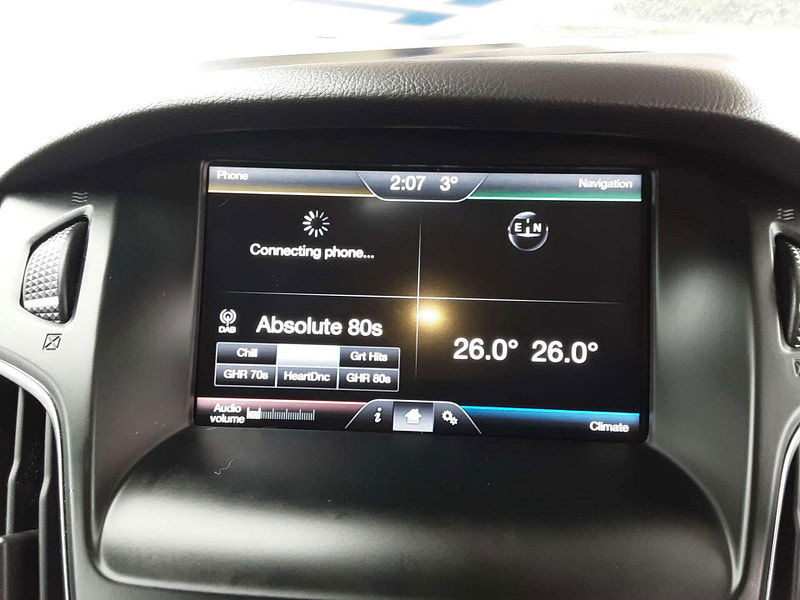 Phone
2:07 3°
Navigation
Connecting phone...
E N
DAB
Absolute 80s
Chill
Grt Hits
GHR 70s
HeartDnc
GHR 80s
26.0° 26.0°
Audio
volume
i
Climate